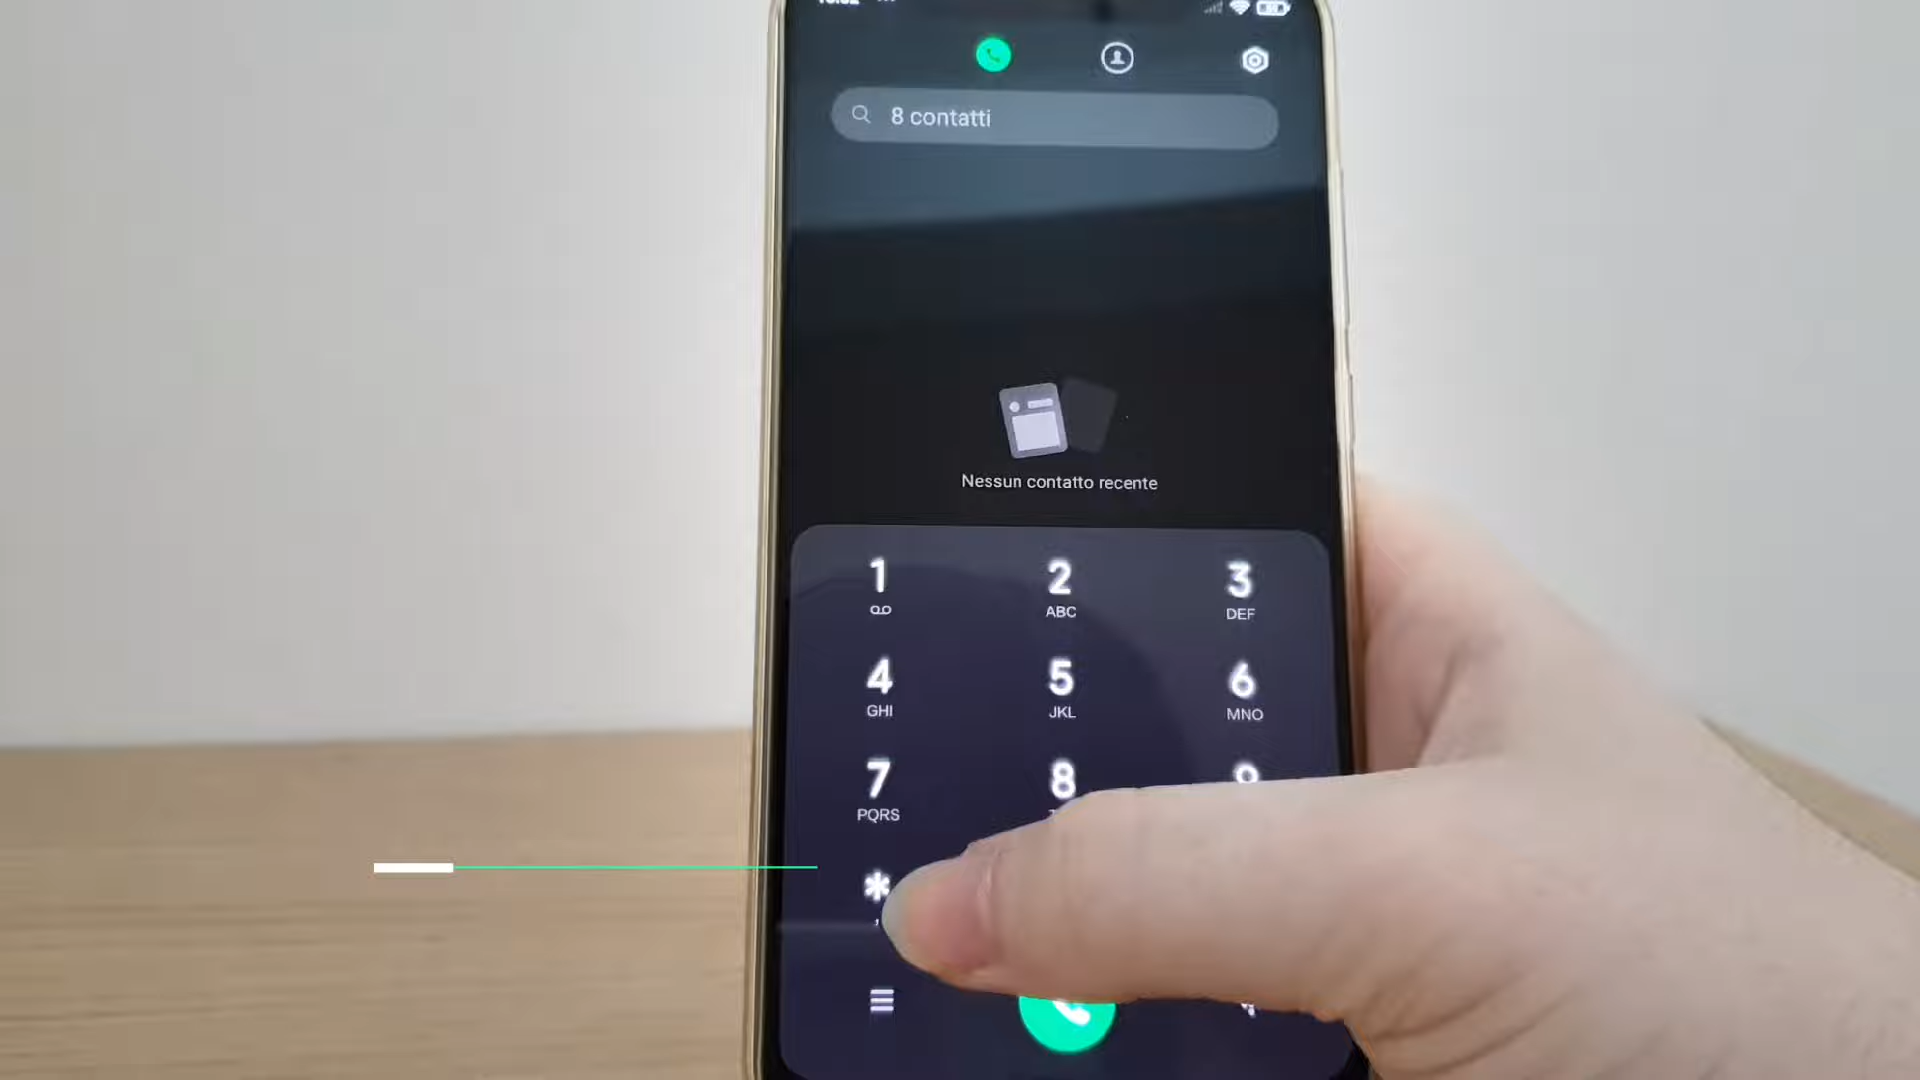 8 contatti
Nessun contatto recente
1 2 3
ABC DEF
4 5 6
GHI JKL MNO
7 8 9
PQRS
*
,